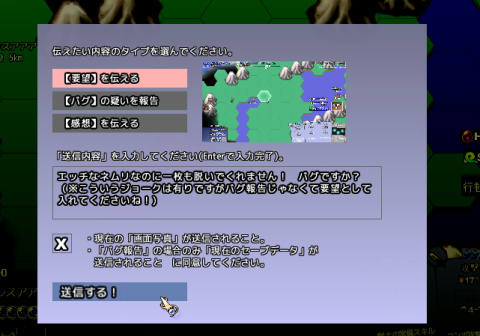 伝えたい内容のタイプを選んでください。
【要望】を伝える
【バグ】の疑いを報告
【感想】を伝える
「送信内容」を入力してください(Enterで入力完了)。
エッチなネムリなのに一枚も脱いでくれません！ バグですか？
（※こういうジョークは有りですがバグ報告じゃなくて要望として
入れてくださいね！）
X
・現在の「画面写真」が送信されること。
・「バグ報告」の場合のみ「現在のセーブデータ」が
送信されること に同意してください。
送信する！
5km